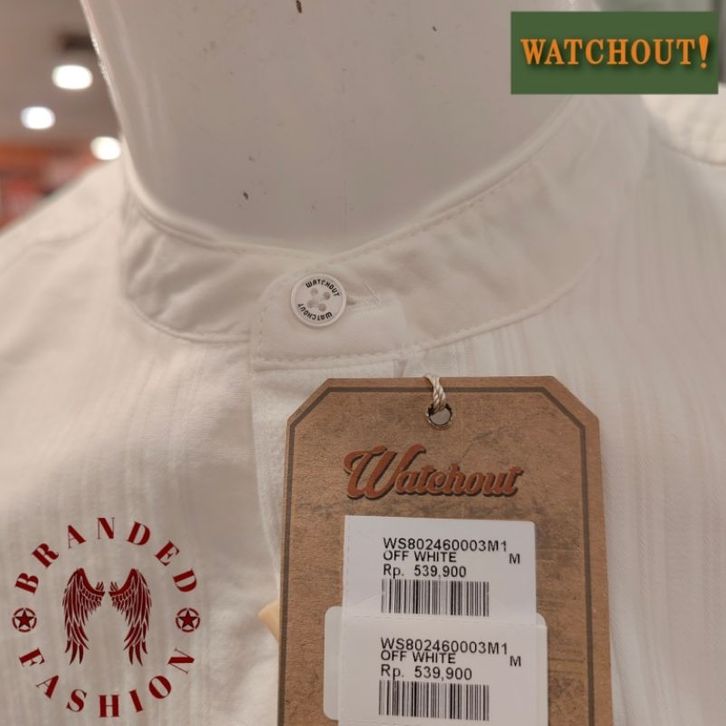 WATCHOUT!
WATCHOUT
WATCHOUT
Watchout
WS802460003M1
OFF WHITE M
Rp. 539,900
WS802460003M1
OFF WHITE M
Rp. 539,900
BRANDED
FASHION